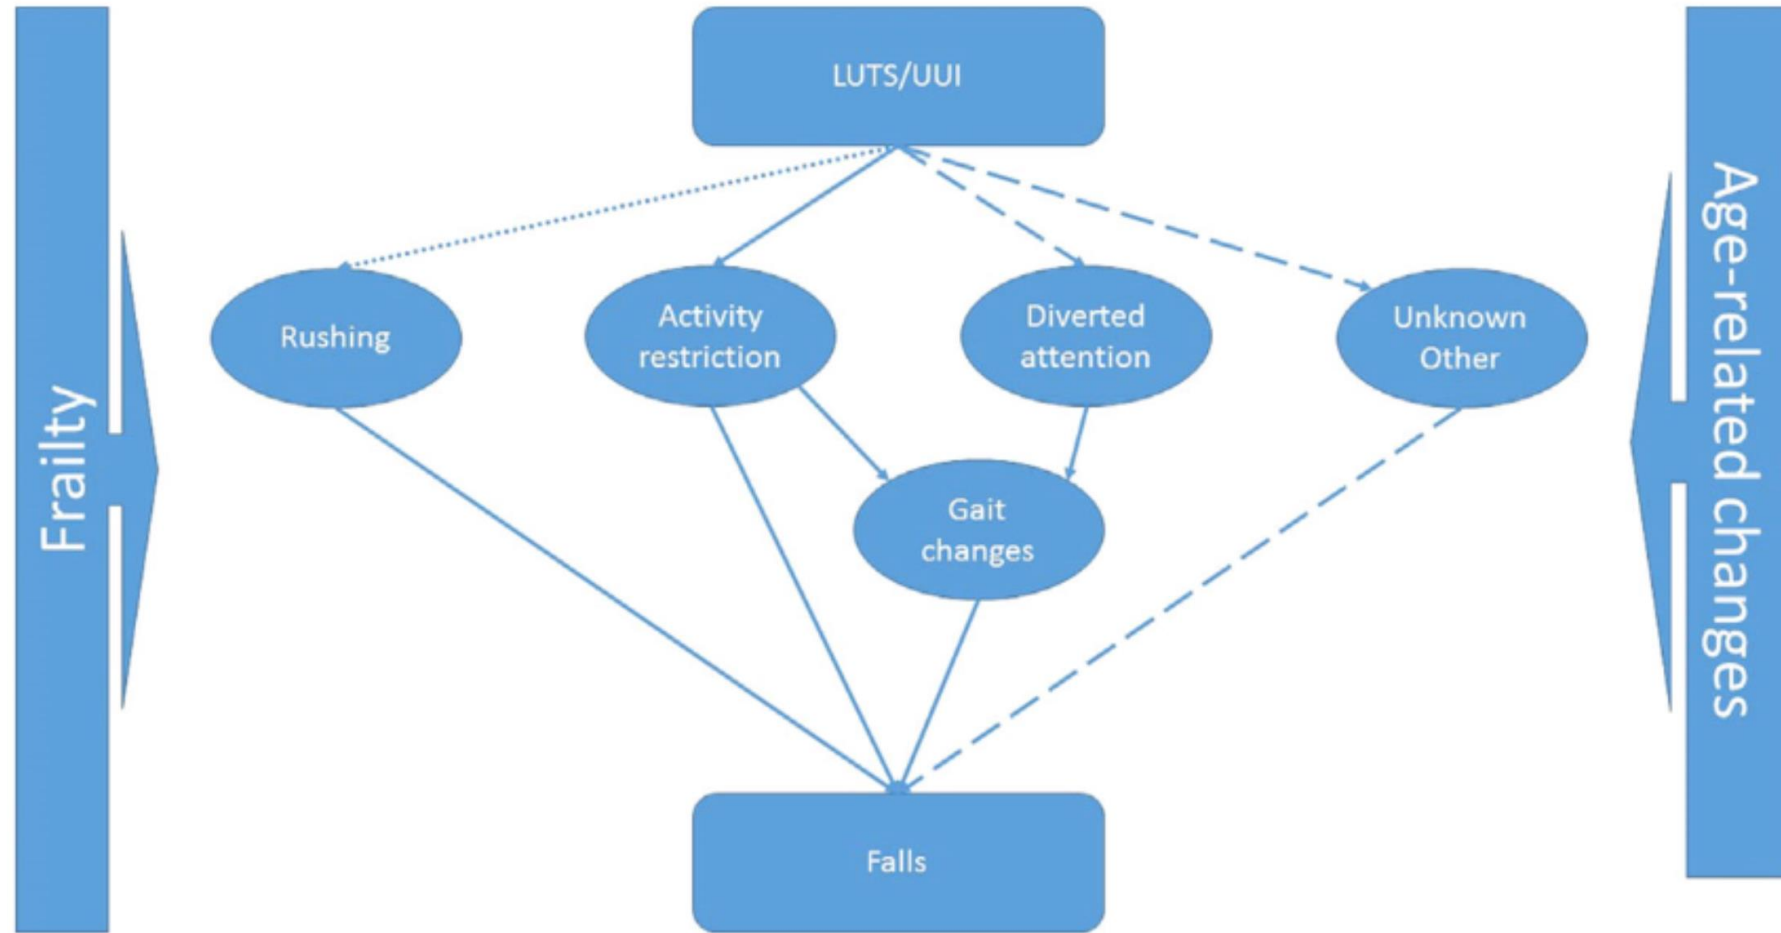 LUTS/UUI
Frailty
Age-related changes
Rushing
Activity
restriction
Diverted
attention
Unknown
Other
Gait
changes
Falls